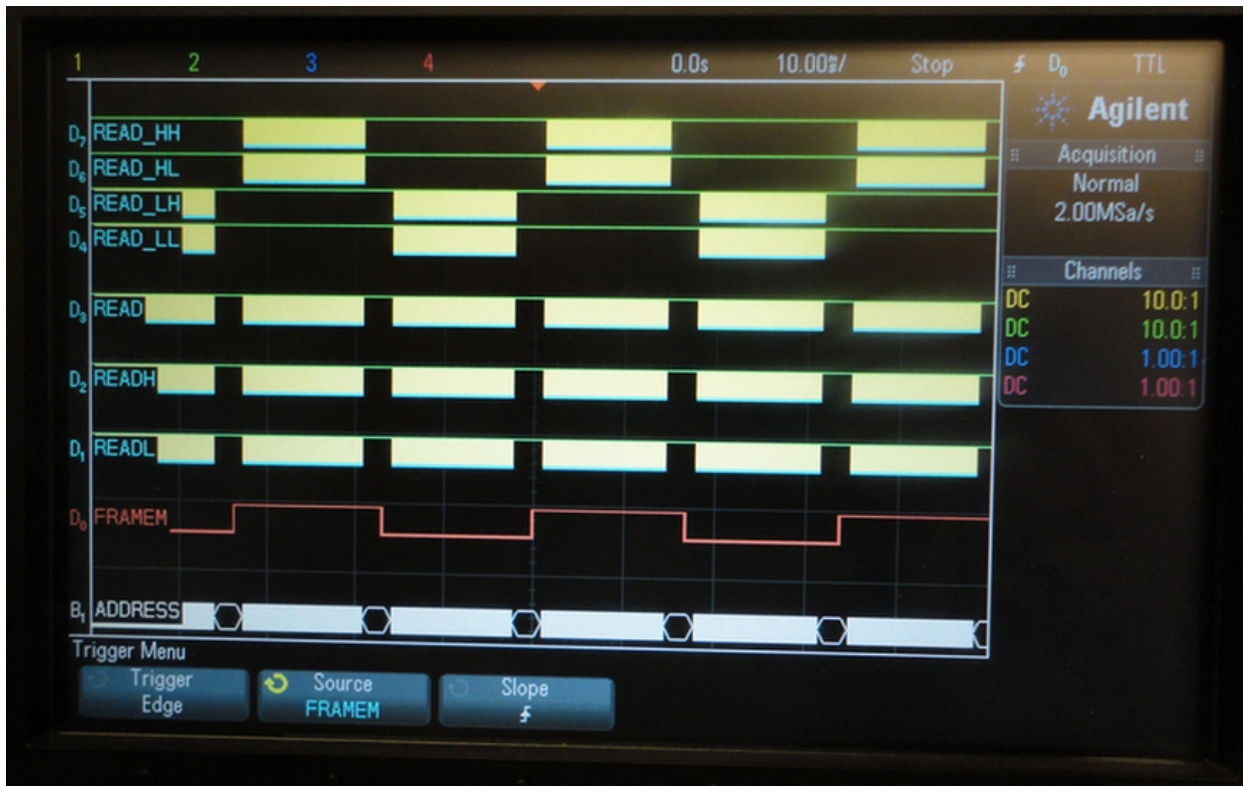 1 2 3 4 0.0s 10.00㎳/ Stop D₀ TTL
Agilent
D₇ READ_HH
D₆ READ_HL
D₅ READ_LH
D₄ READ_LL
D₃ READ
D₂ READH
D₁ READL
D₀ FRAMEM
B₁ ADDRESS
Acquisition
Normal
2.00MSa/s
Channels
DC 10.0:1
DC 10.0:1
DC 1.00:1
DC 1.00:1
Trigger Menu
Trigger
Edge
Source
FRAMEM
Slope